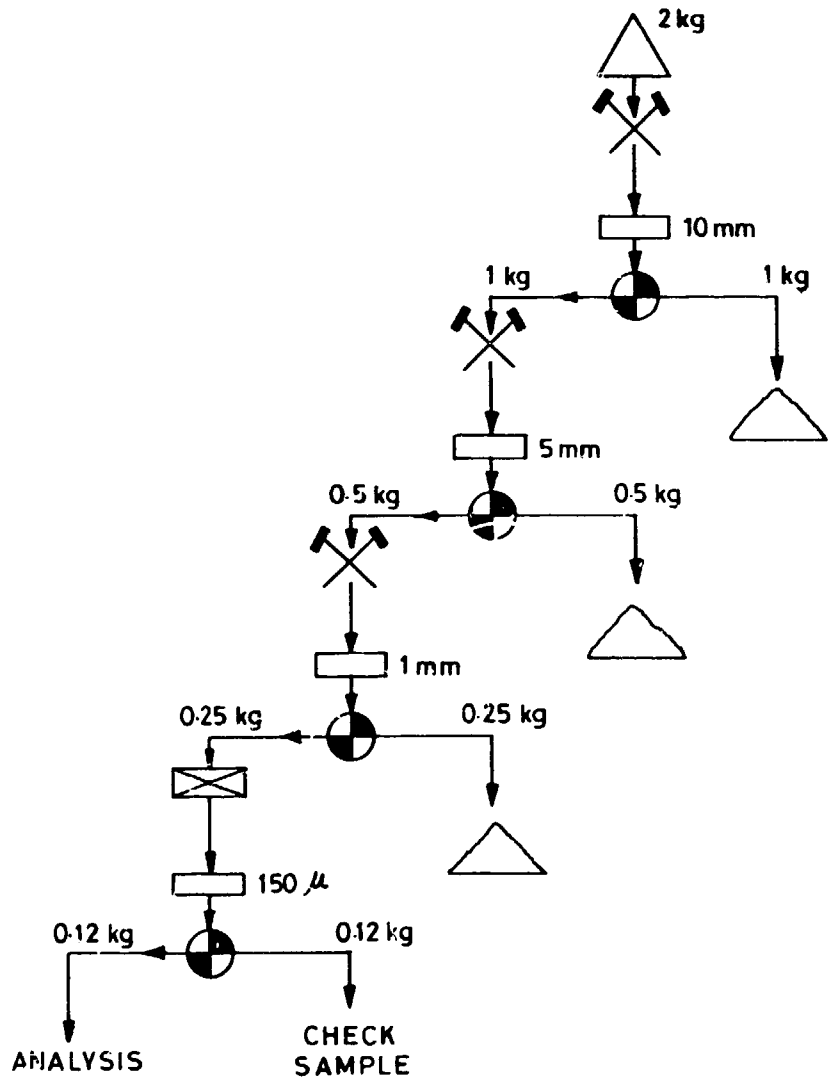 2 kg
10 mm
1 kg
1 kg
5 mm
0.5 kg
0.5 kg
1 mm
0.25 kg
0.25 kg
150 µ
0.12 kg
0.12 kg
ANALYSIS
CHECK
SAMPLE